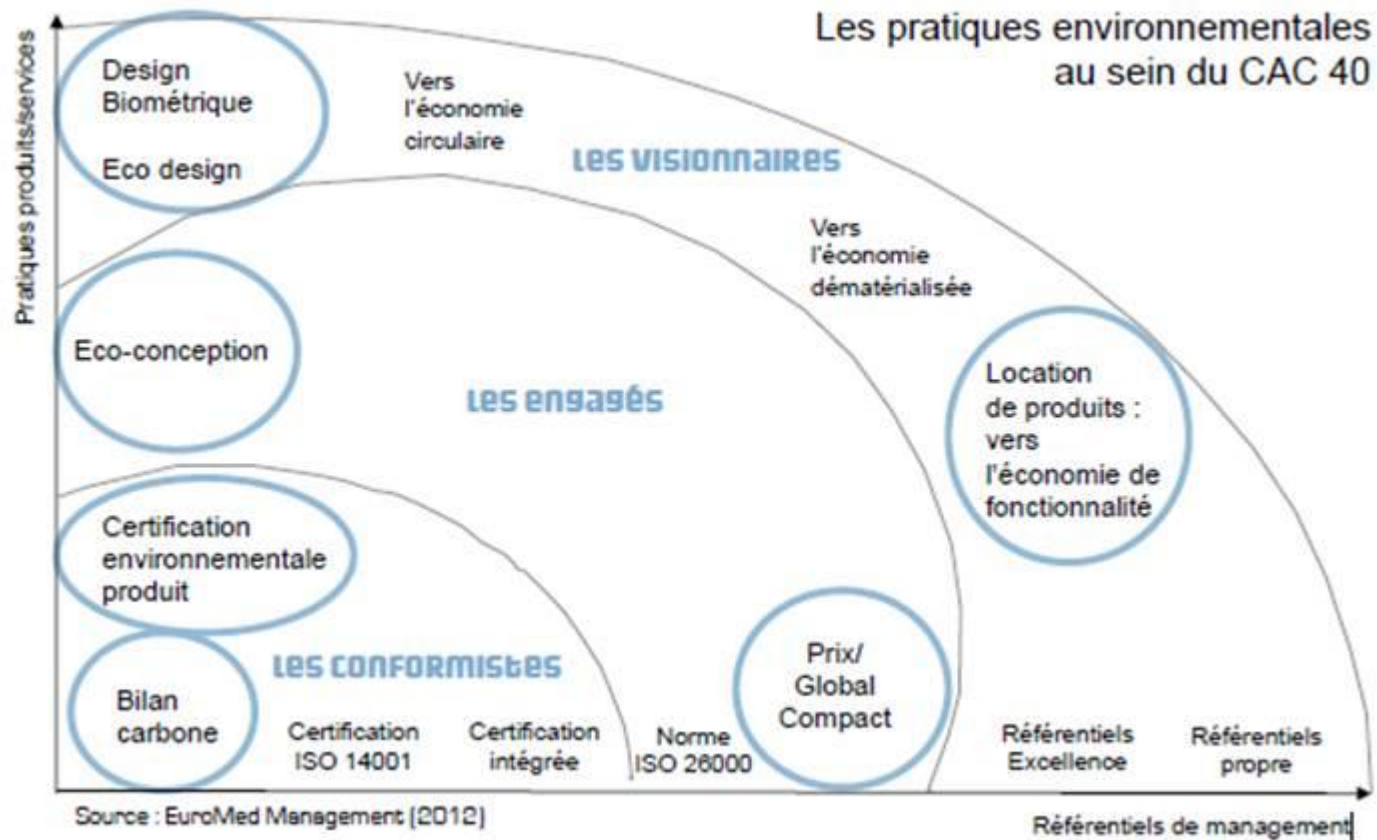 Les pratiques environnementales
au sein du CAC 40
Pratiques produits/services
Design
Biométrique
Eco design
Vers
l'économie
circulaire
Les visionnaires
Vers
l'économie
dématérialisée
Eco-conception
Les engagés
Location
de produits :
vers
l'économie de
fonctionnalité
Certification
environnementale
produit
Les conformistes
Bilan
carbone
Certification
ISO 14001
Certification
intégrée
Norme
ISO 26000
Prix/
Global
Compact
Référentiels
Excellence
Référentiels
propre
Source : EuroMed Management (2012)
Référentiels de management